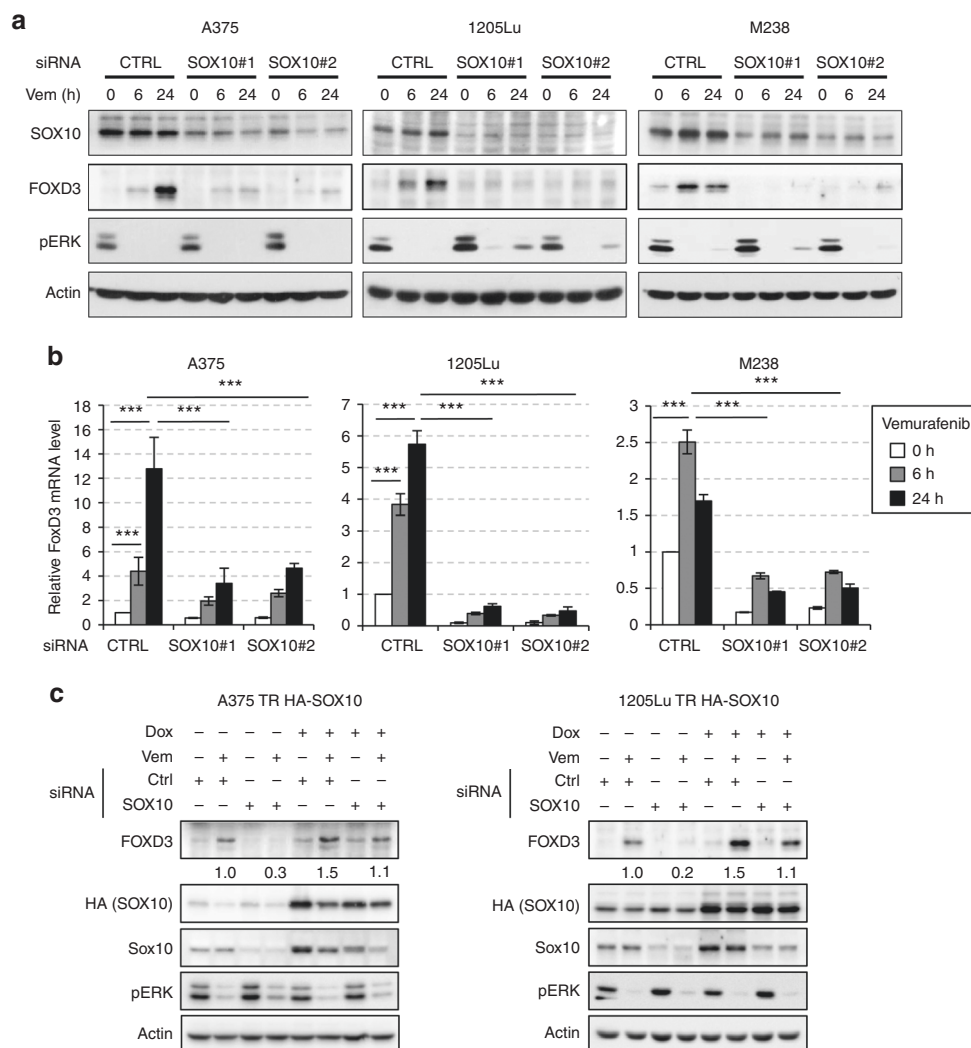 a
A375 1205Lu M238
siRNA CTRL SOX10#1 SOX10#2 CTRL SOX10#1 SOX10#2 CTRL SOX10#1 SOX10#2
Vem (h) 0 6 24 0 6 24 0 6 24 0 6 24 0 6 24 0 6 24 0 6 24 0 6 24 0 6 24
SOX10
FOXD3
pERK
Actin
b
A375 1205Lu M238
Relative FoxD3 mRNA level
18
16
14
12
10
8
6
4
2
0
*** *** *** ***
siRNA CTRL SOX10#1 SOX10#2
7
6
5
4
3
2
1
0
*** *** *** ***
CTRL SOX10#1 SOX10#2
3
2.5
2
1.5
1
0.5
0
*** *** ***
CTRL SOX10#1 SOX10#2
Vemurafenib
0 h
6 h
24 h
c
A375 TR HA-SOX10
Dox – – – – + + + +
Vem – + – + – + – +
siRNA
Ctrl + + – – + + – –
SOX10 – – + + – – + +
FOXD3
1.0 0.3 1.5 1.1
HA (SOX10)
Sox10
pERK
Actin
1205Lu TR HA-SOX10
Dox – – – – + + + +
Vem – + – + – + – +
siRNA
Ctrl + + – – + + – –
SOX10 – – + + – – + +
FOXD3
1.0 0.2 1.5 1.1
HA (SOX10)
Sox10
pERK
Actin